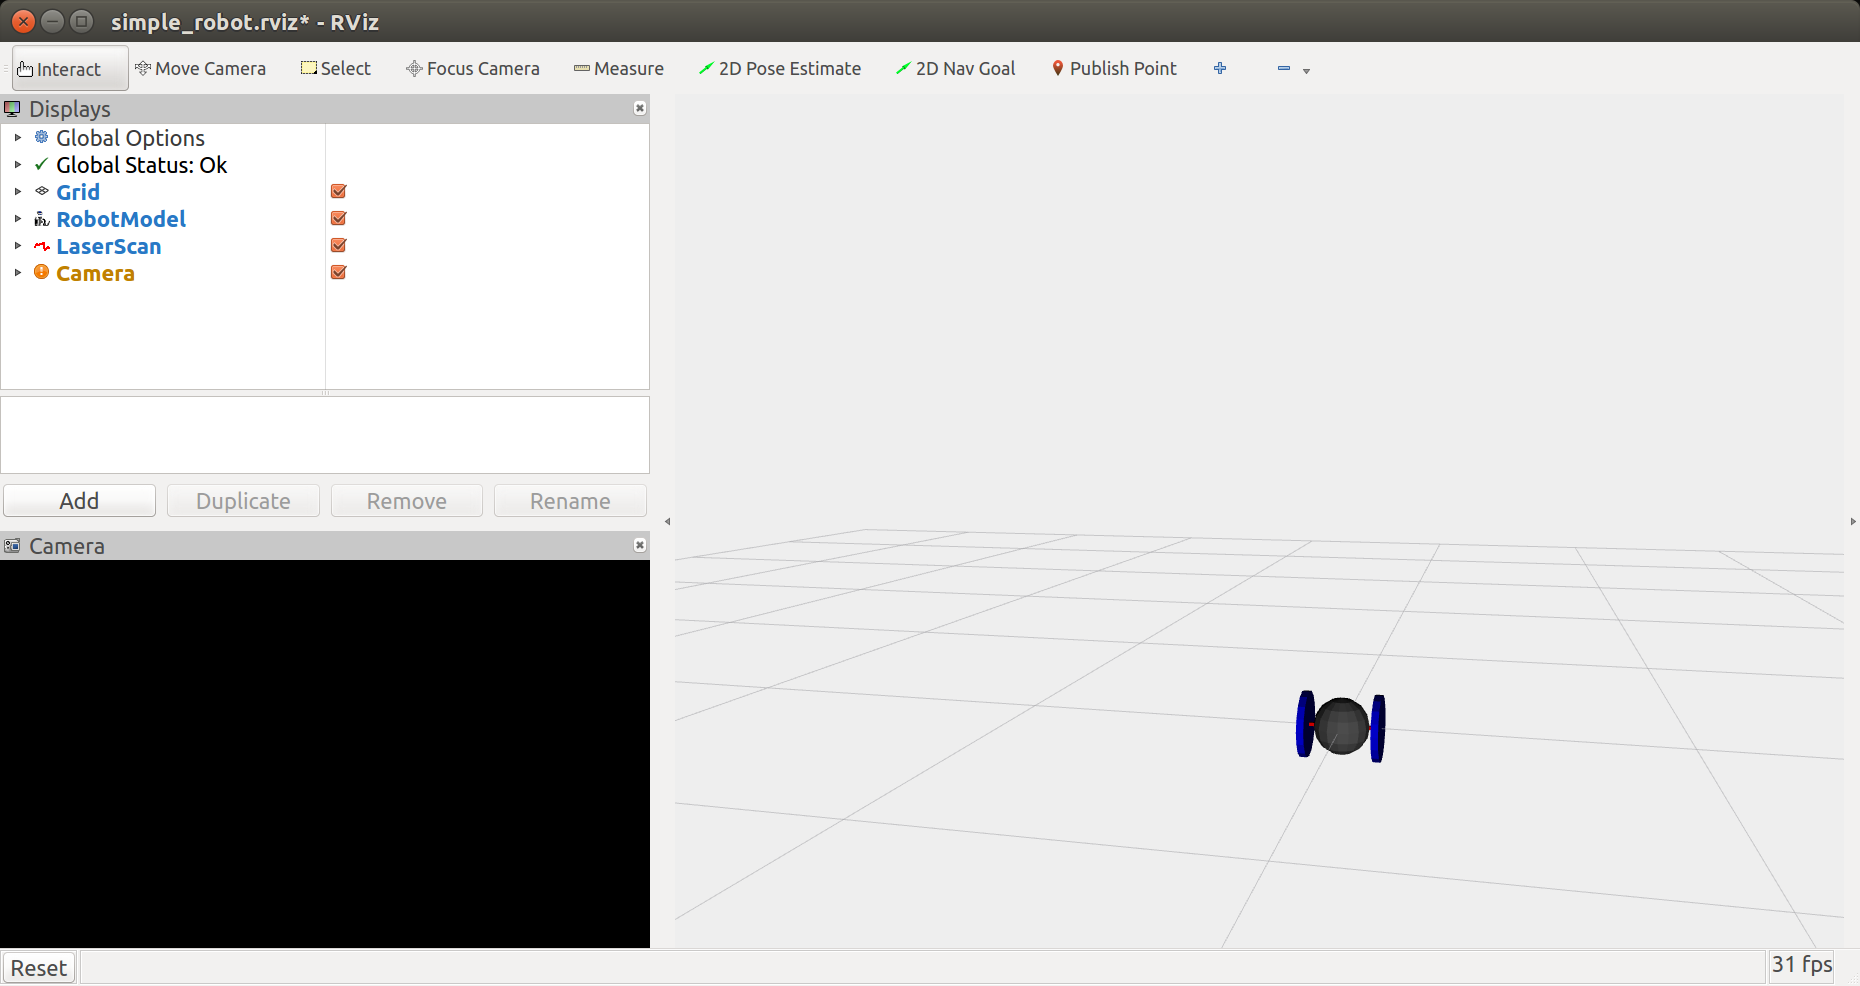 simple_robot.rviz* - RViz
Interact Move Camera Select Focus Camera Measure 2D Pose Estimate 2D Nav Goal Publish Point
Displays
Global Options
Global Status: Ok
Grid
RobotModel
LaserScan
Camera
Add Duplicate Remove Rename
Camera
Reset
31 fps